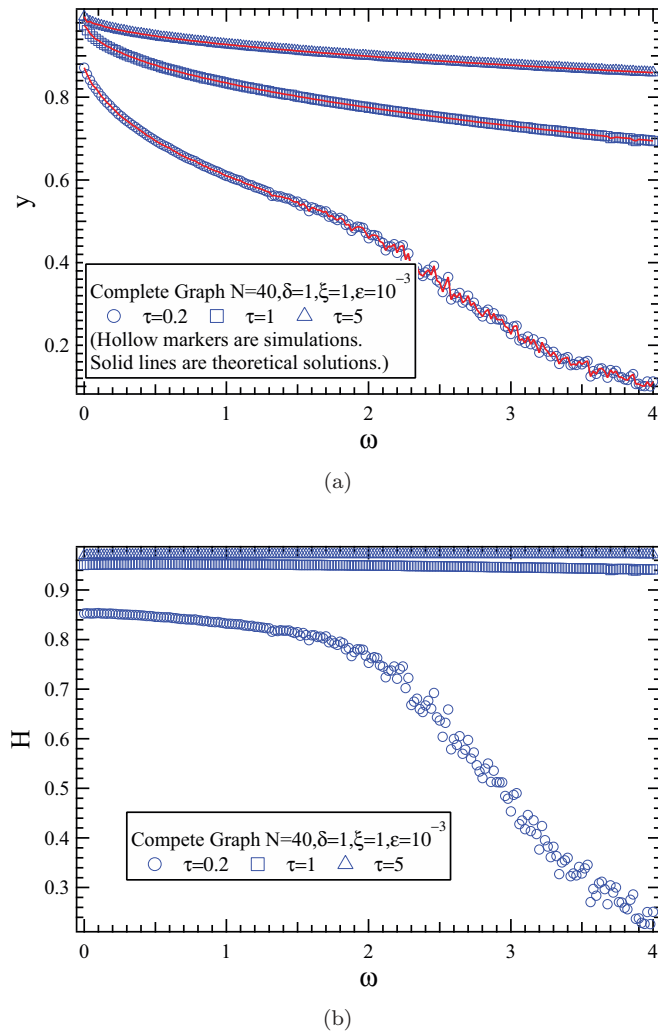 0.8
0.6
0.4
0.2
y
Complete Graph N=40,δ=1,ξ=1,ε=10⁻³
τ=0.2 τ=1 τ=5
(Hollow markers are simulations.
Solid lines are theoretical solutions.)
0 1 2 3 4
ω
(a)
0.9
0.8
0.7
0.6
0.5
0.4
0.3
H
Compete Graph N=40,δ=1,ξ=1,ε=10⁻³
τ=0.2 τ=1 τ=5
0 1 2 3 4
ω
(b)